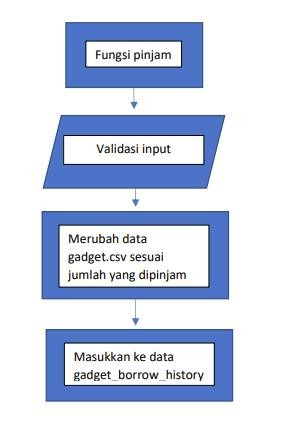 Fungsi pinjam
Validasi input
Merubah data
gadget.csv sesuai
jumlah yang dipinjam
Masukkan ke data
gadget_borrow_history